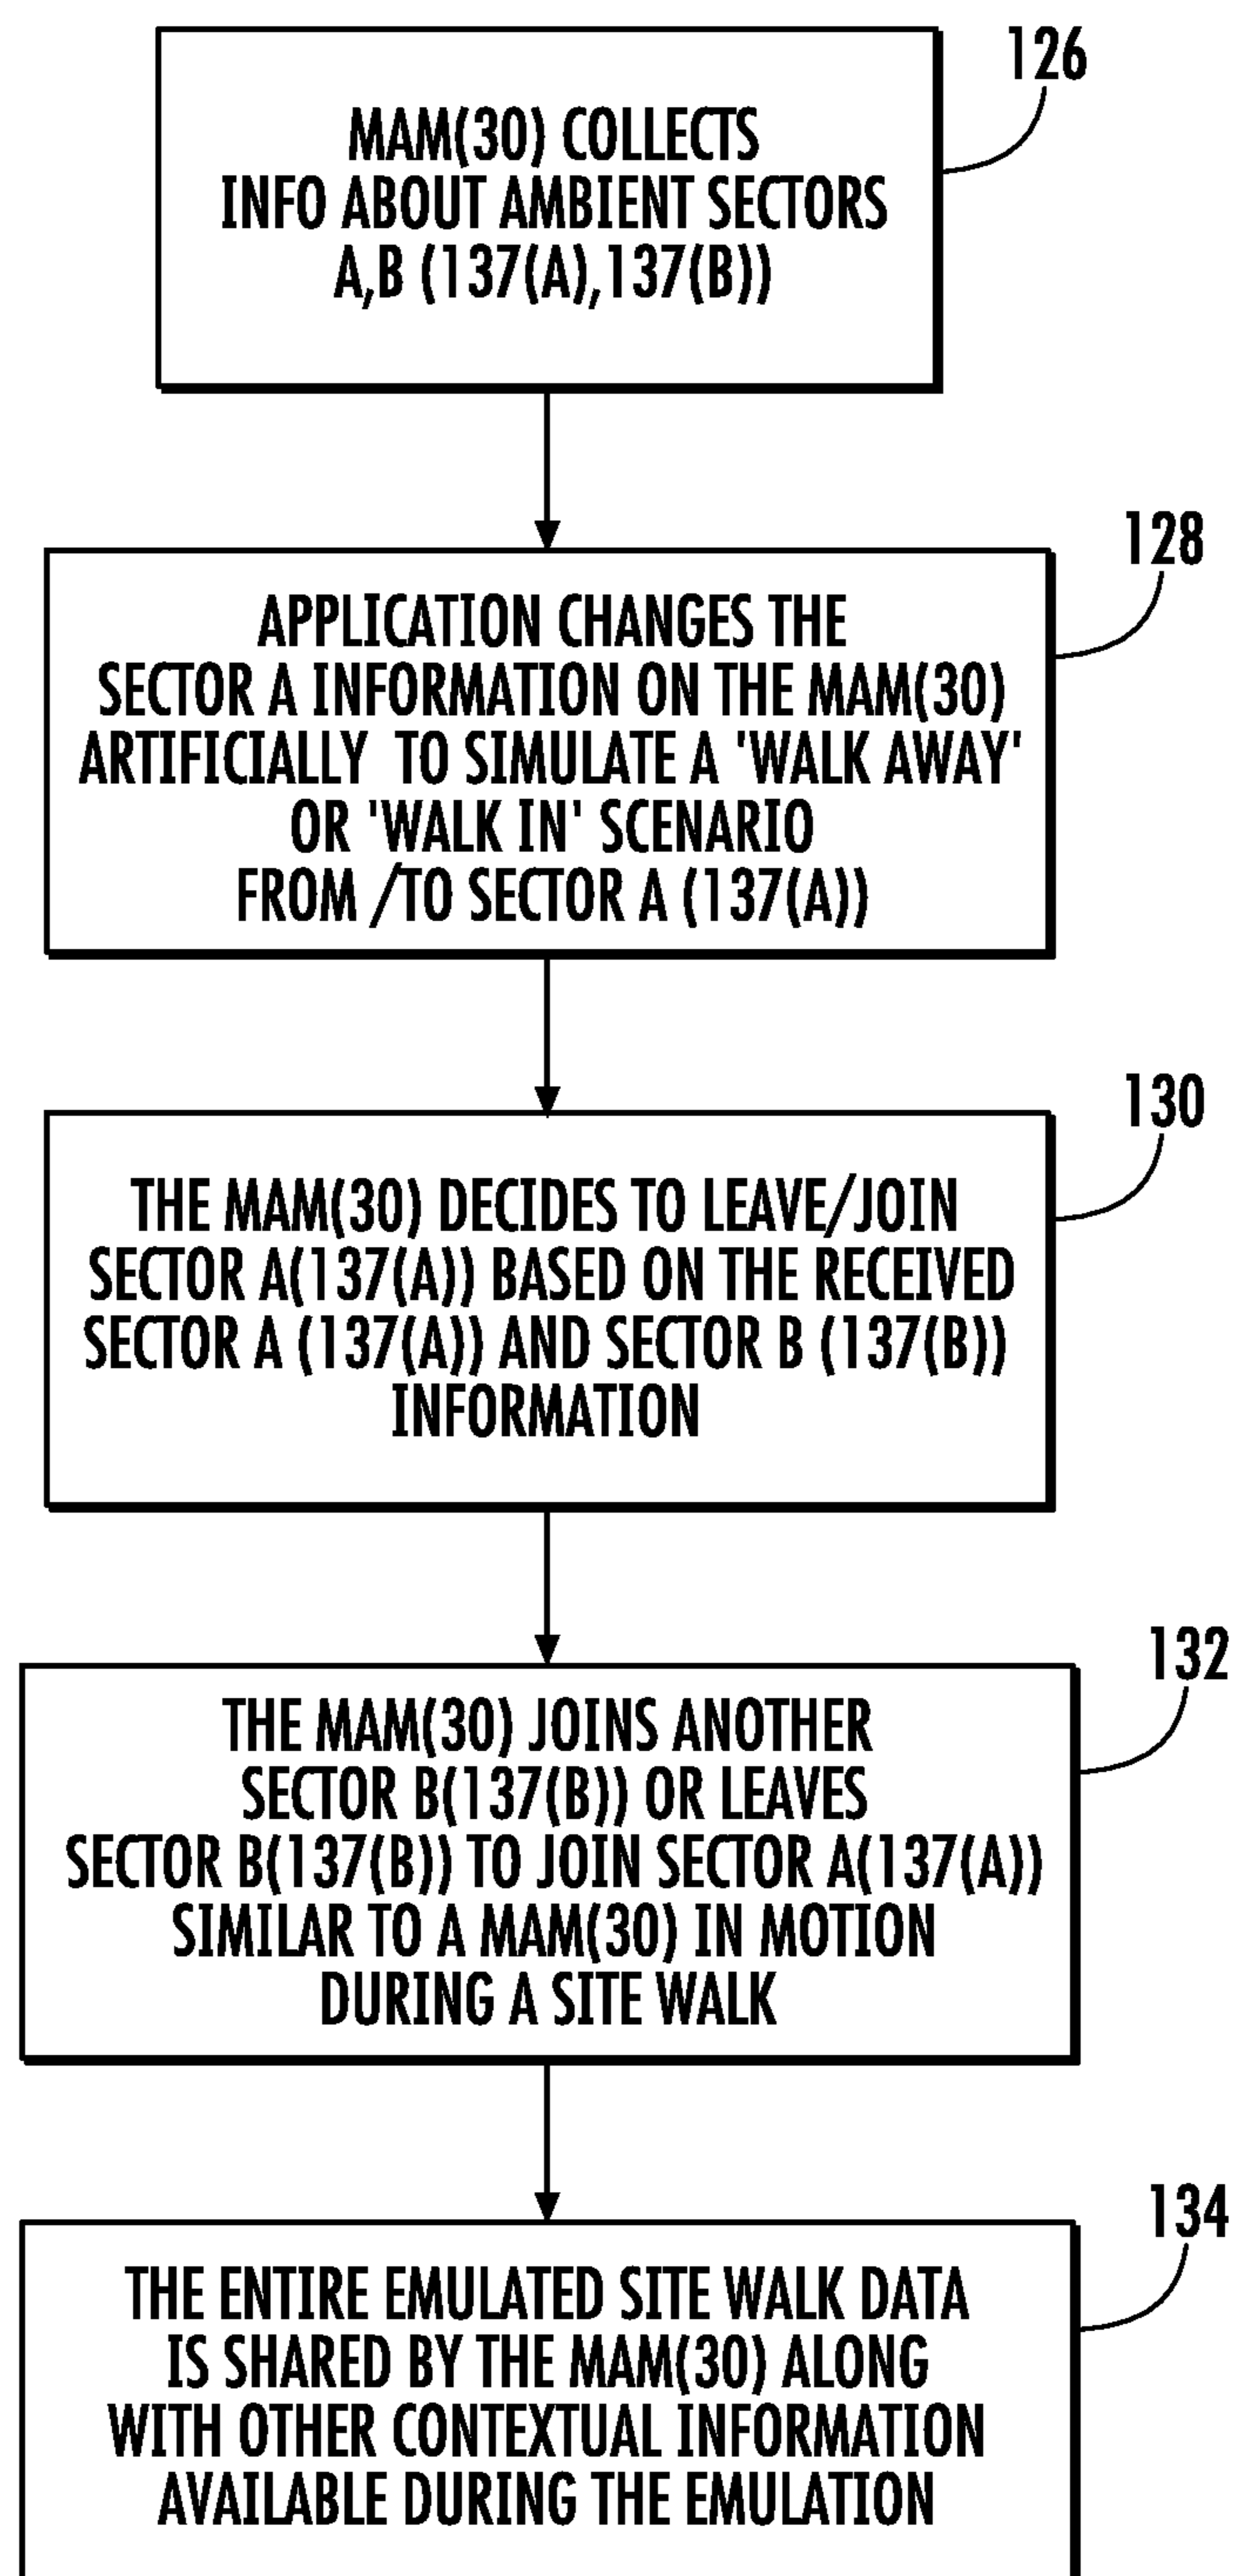 126
MAM(30) COLLECTS
INFO ABOUT AMBIENT SECTORS
A,B (137(A),137(B))
128
APPLICATION CHANGES THE
SECTOR A INFORMATION ON THE MAM(30)
ARTIFICIALLY TO SIMULATE A 'WALK AWAY'
OR 'WALK IN' SCENARIO
FROM /TO SECTOR A (137(A))
130
THE MAM(30) DECIDES TO LEAVE/JOIN
SECTOR A(137(A)) BASED ON THE RECEIVED
SECTOR A (137(A)) AND SECTOR B (137(B))
INFORMATION
132
THE MAM(30) JOINS ANOTHER
SECTOR B(137(B)) OR LEAVES
SECTOR B(137(B)) TO JOIN SECTOR A(137(A))
SIMILAR TO A MAM(30) IN MOTION
DURING A SITE WALK
134
THE ENTIRE EMULATED SITE WALK DATA
IS SHARED BY THE MAM(30) ALONG
WITH OTHER CONTEXTUAL INFORMATION
AVAILABLE DURING THE EMULATION